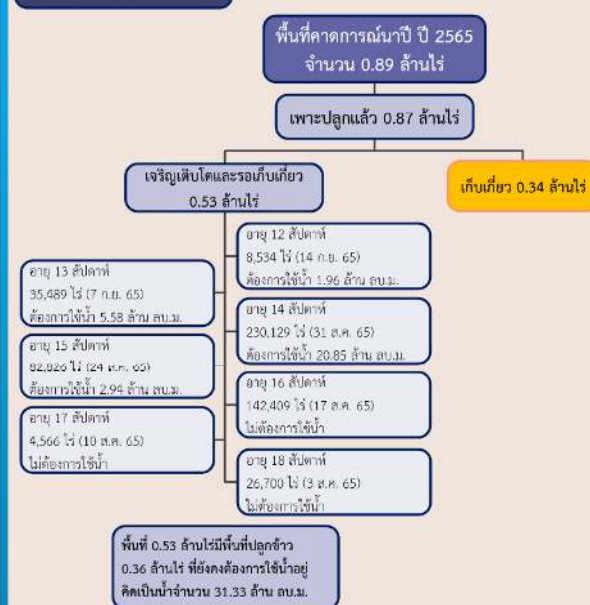 พื้นที่คาดการณ์นาปี ปี 2565
จำนวน 0.89 ล้านไร่
เพาะปลูกแล้ว 0.87 ล้านไร่
เจริญเติบโตและรอเก็บเกี่ยว
0.53 ล้านไร่
เก็บเกี่ยว 0.34 ล้านไร่
อายุ 12 สัปดาห์
8,534 ไร่ (14 ก.ย. 65)
ต้องการใช้น้ำ 1.96 ล้าน ลบ.ม.
อายุ 13 สัปดาห์
35,489 ไร่ (7 ก.ย. 65)
ต้องการใช้น้ำ 5.58 ล้าน ลบ.ม.
อายุ 14 สัปดาห์
230,129 ไร่ (31 ส.ค. 65)
ต้องการใช้น้ำ 20.85 ล้าน ลบ.ม.
อายุ 15 สัปดาห์
82,826 ไร่ (24 ส.ค. 65)
ต้องการใช้น้ำ 2.94 ล้าน ลบ.ม.
อายุ 16 สัปดาห์
142,409 ไร่ (17 ส.ค. 65)
ไม่ต้องการใช้น้ำ
อายุ 17 สัปดาห์
4,566 ไร่ (10 ส.ค. 65)
ไม่ต้องการใช้น้ำ
อายุ 18 สัปดาห์
26,700 ไร่ (3 ส.ค. 65)
ไม่ต้องการใช้น้ำ
พื้นที่ 0.53 ล้านไร่มีพื้นที่ปลูกข้าว
0.36 ล้านไร่ ที่ยังคงต้องการใช้น้ำอยู่
คิดเป็นน้ำจำนวน 31.33 ล้าน ลบ.ม.